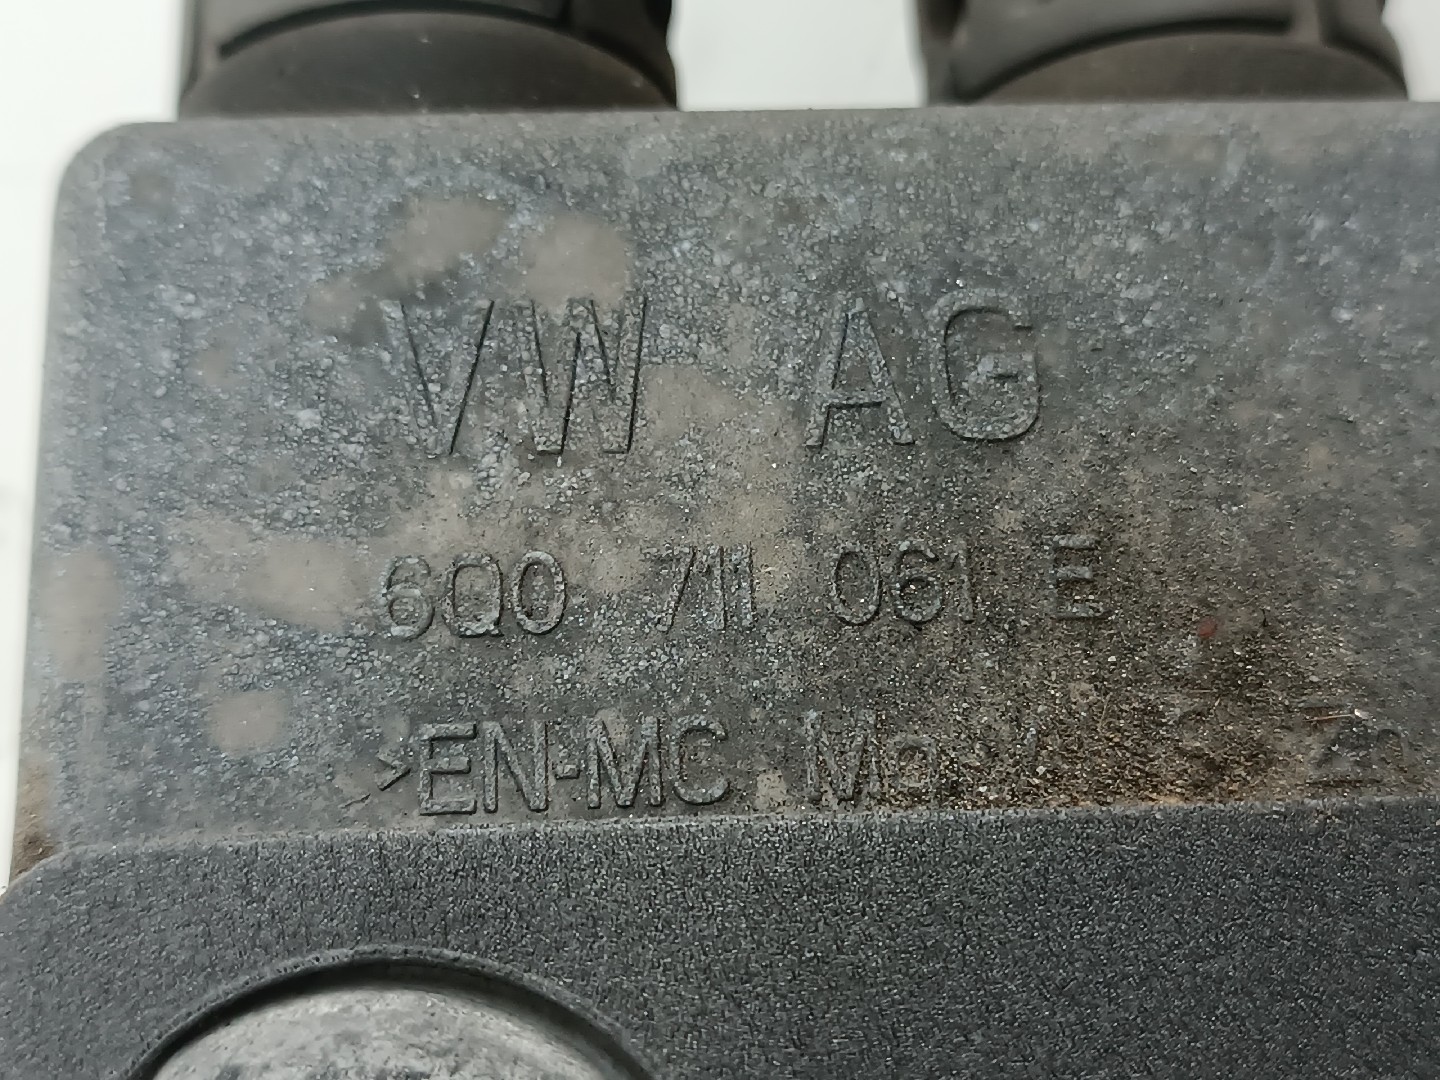 VW AG
6Q0 711 061 E
>EN-MC